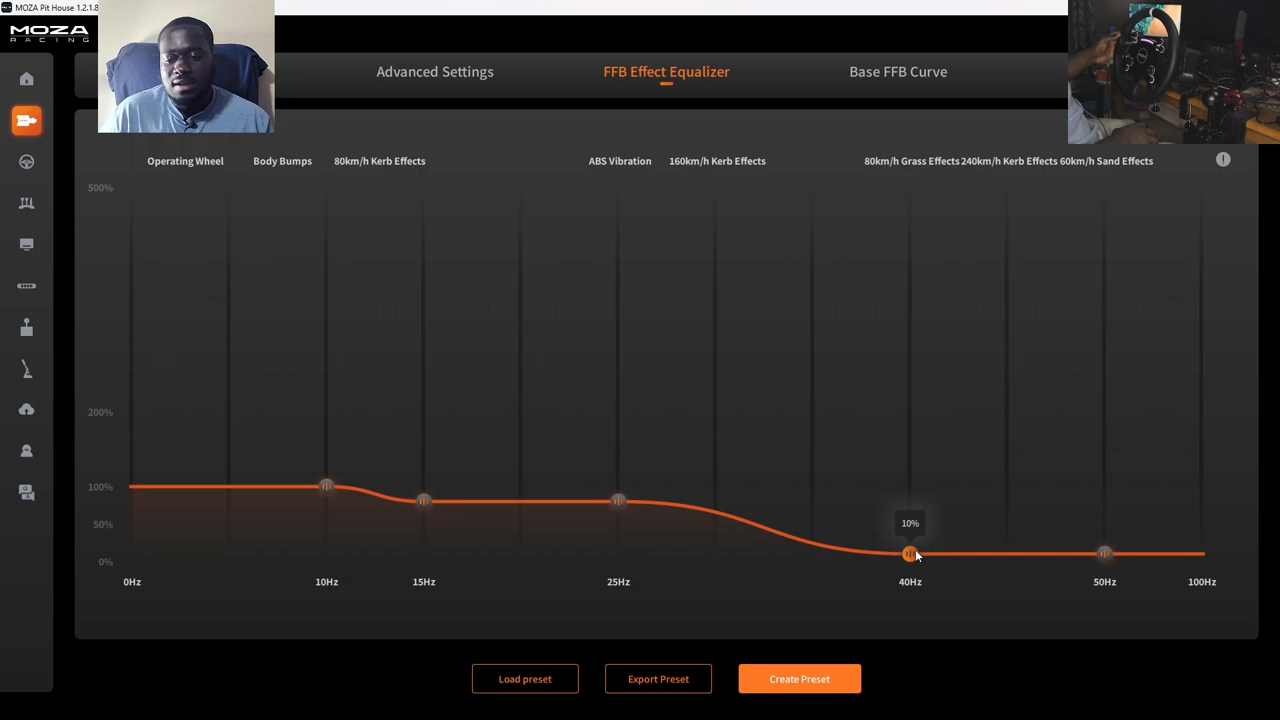 MOZA Pit House 1.2.1.8
MOZA
RACING
Advanced Settings
FFB Effect Equalizer
Base FFB Curve
Operating Wheel
Body Bumps
80km/h Kerb Effects
ABS Vibration
160km/h Kerb Effects
80km/h Grass Effects
240km/h Kerb Effects
60km/h Sand Effects
500%
200%
100%
50%
0%
10%
0Hz
10Hz
15Hz
25Hz
40Hz
50Hz
100Hz
Load preset
Export Preset
Create Preset